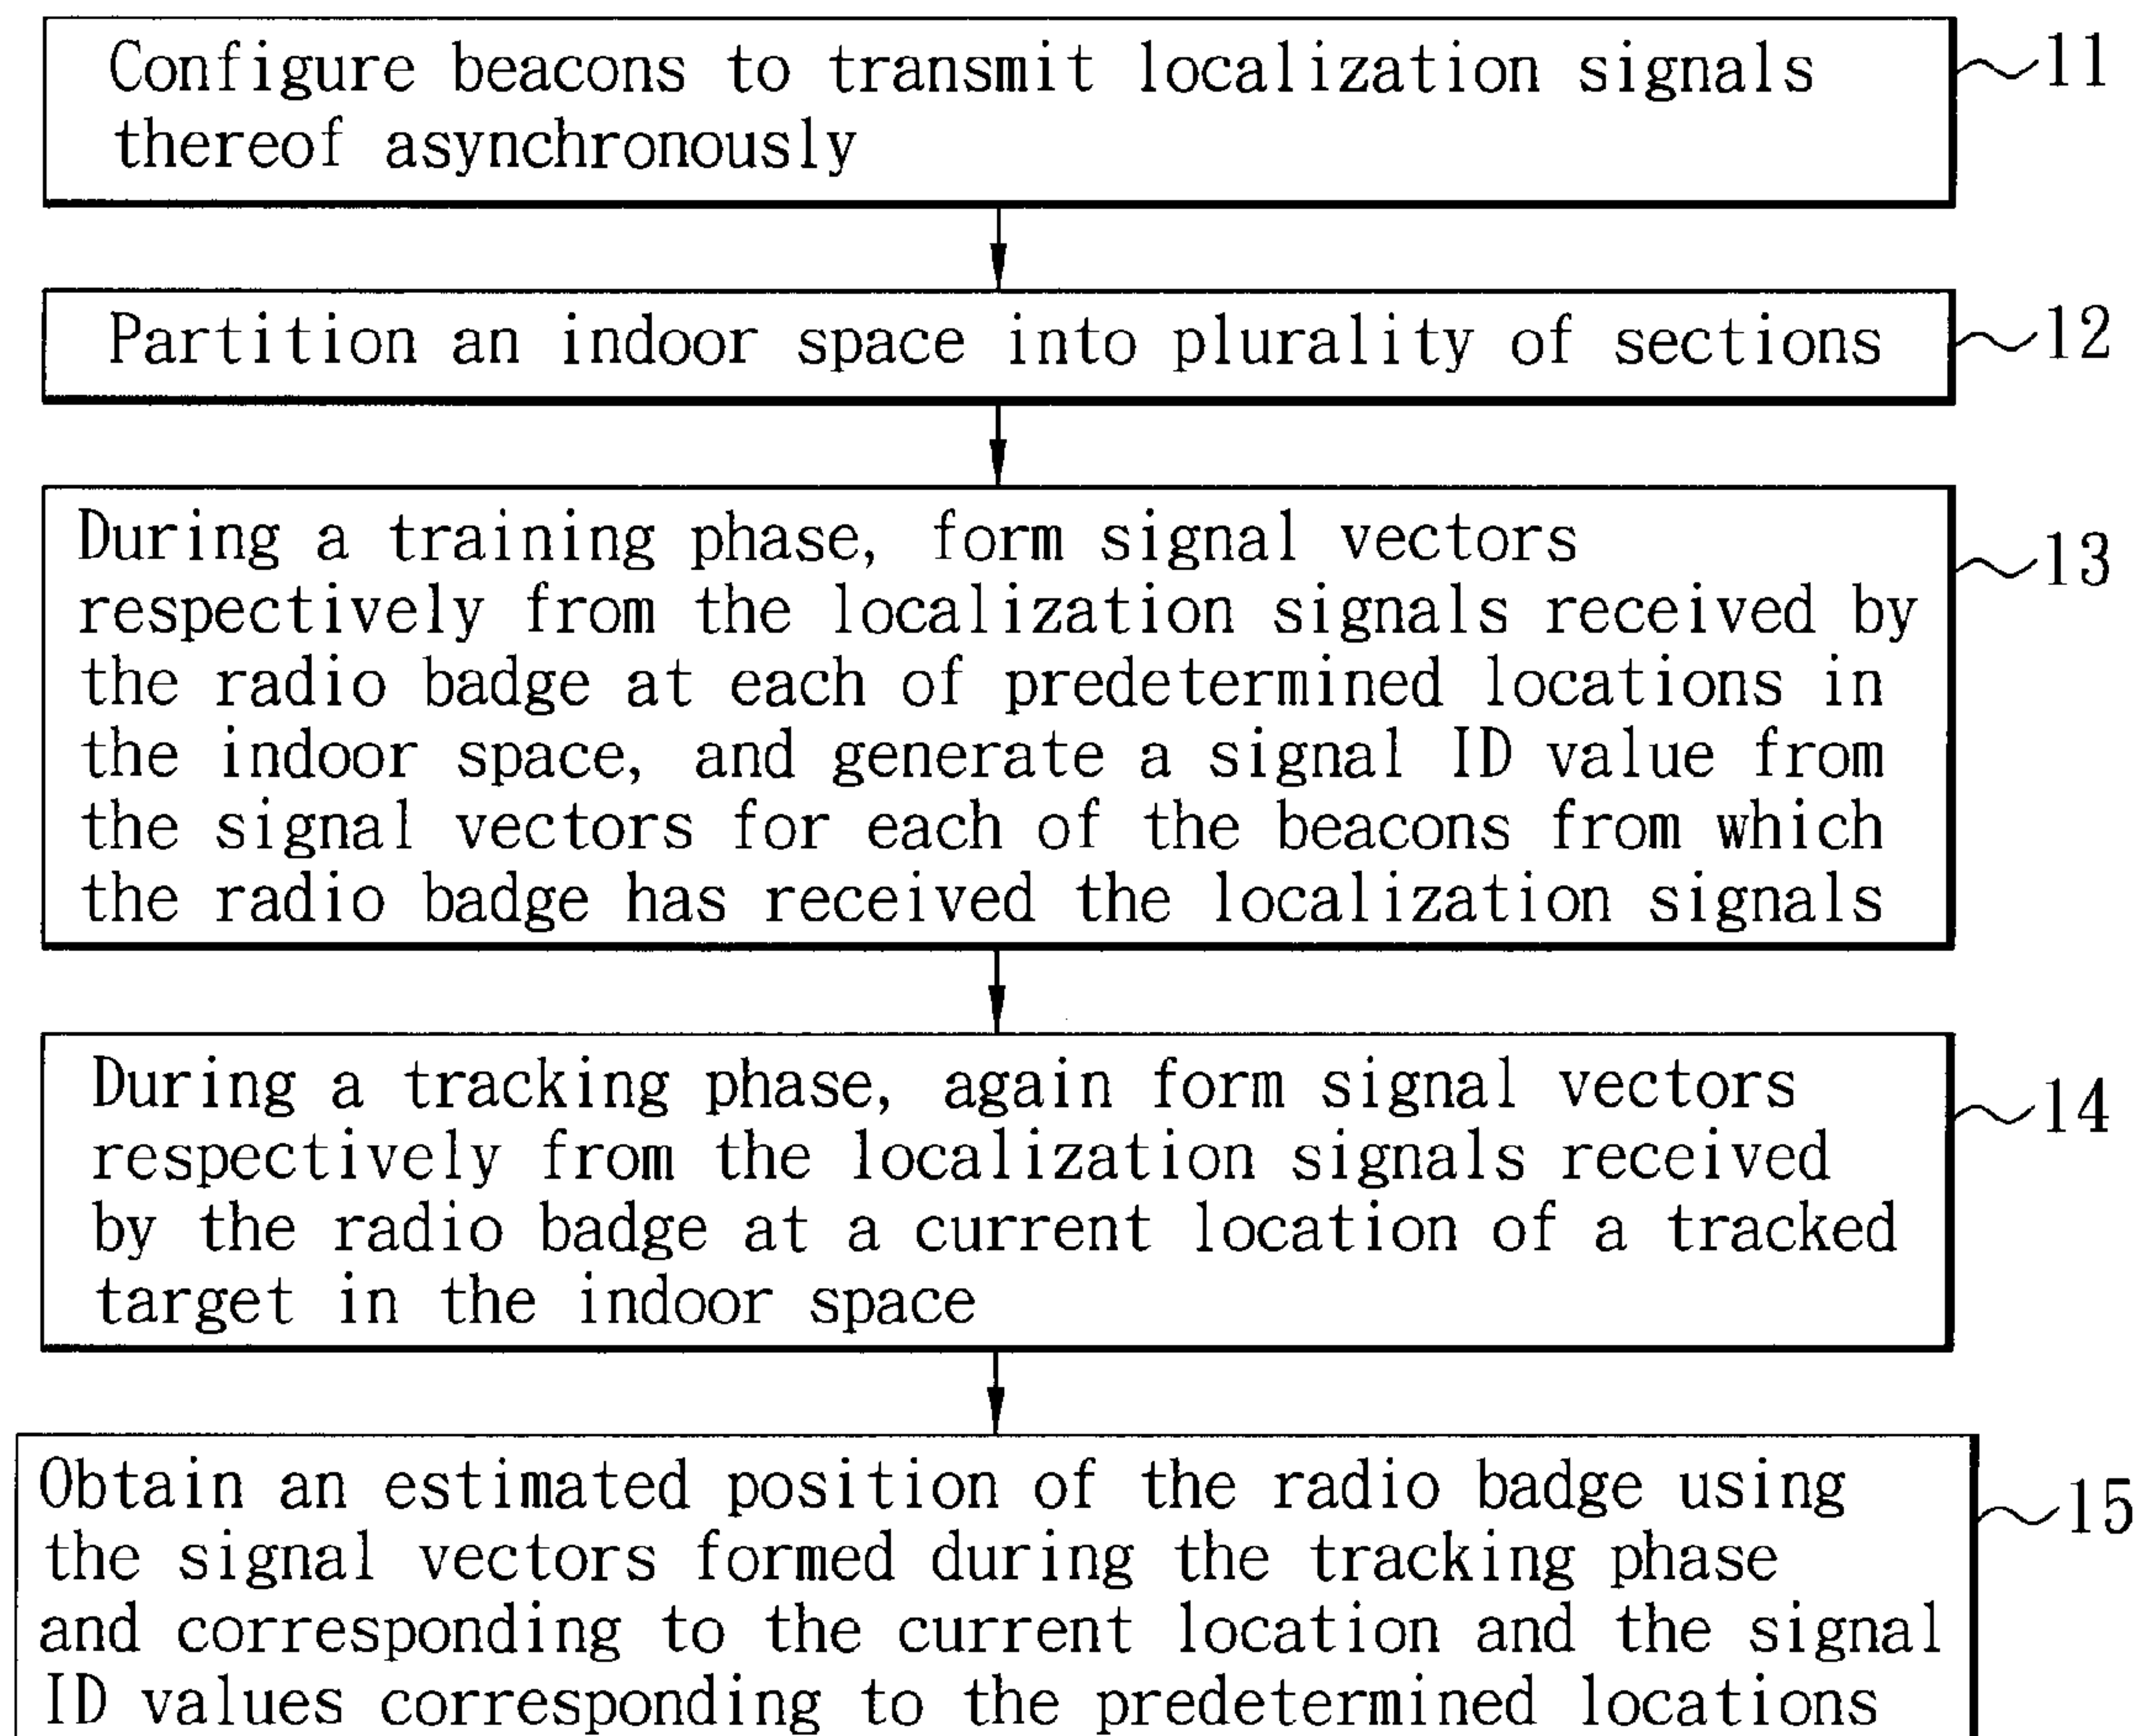 Configure beacons to transmit localization signals
thereof asynchronously
11
Partition an indoor space into plurality of sections
12
During a training phase, form signal vectors
respectively from the localization signals received by
the radio badge at each of predetermined locations in
the indoor space, and generate a signal ID value from
the signal vectors for each of the beacons from which
the radio badge has received the localization signals
13
During a tracking phase, again form signal vectors
respectively from the localization signals received
by the radio badge at a current location of a tracked
target in the indoor space
14
Obtain an estimated position of the radio badge using
the signal vectors formed during the tracking phase
and corresponding to the current location and the signal
ID values corresponding to the predetermined locations
15